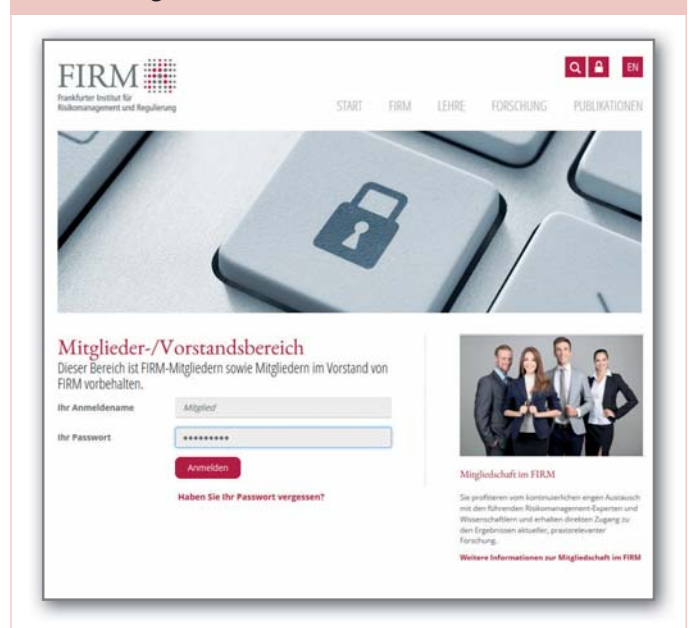 FIRM
Frankfurter Institut für
Risikomanagement und Regulierung
EN
START FIRM LEHRE FORSCHUNG PUBLIKATIONEN
Mitglieder-/Vorstandsbereich
Dieser Bereich ist FIRM-Mitgliedern sowie Mitgliedern im Vorstand von
FIRM vorbehalten.
Ihr Anmeldename Mitglied
Ihr Passwort •••••••••
Anmelden
Haben Sie Ihr Passwort vergessen?
Mitgliedschaft im FIRM
Sie profitieren vom kontinuierlichen engen Austausch
mit den führenden Risikomanagement-Experten und
Wissenschaftlern und erhalten direkten Zugang zu
den Ergebnissen aktueller, praxisrelevanter
Forschung.
Weitere Informationen zur Mitgliedschaft im FIRM